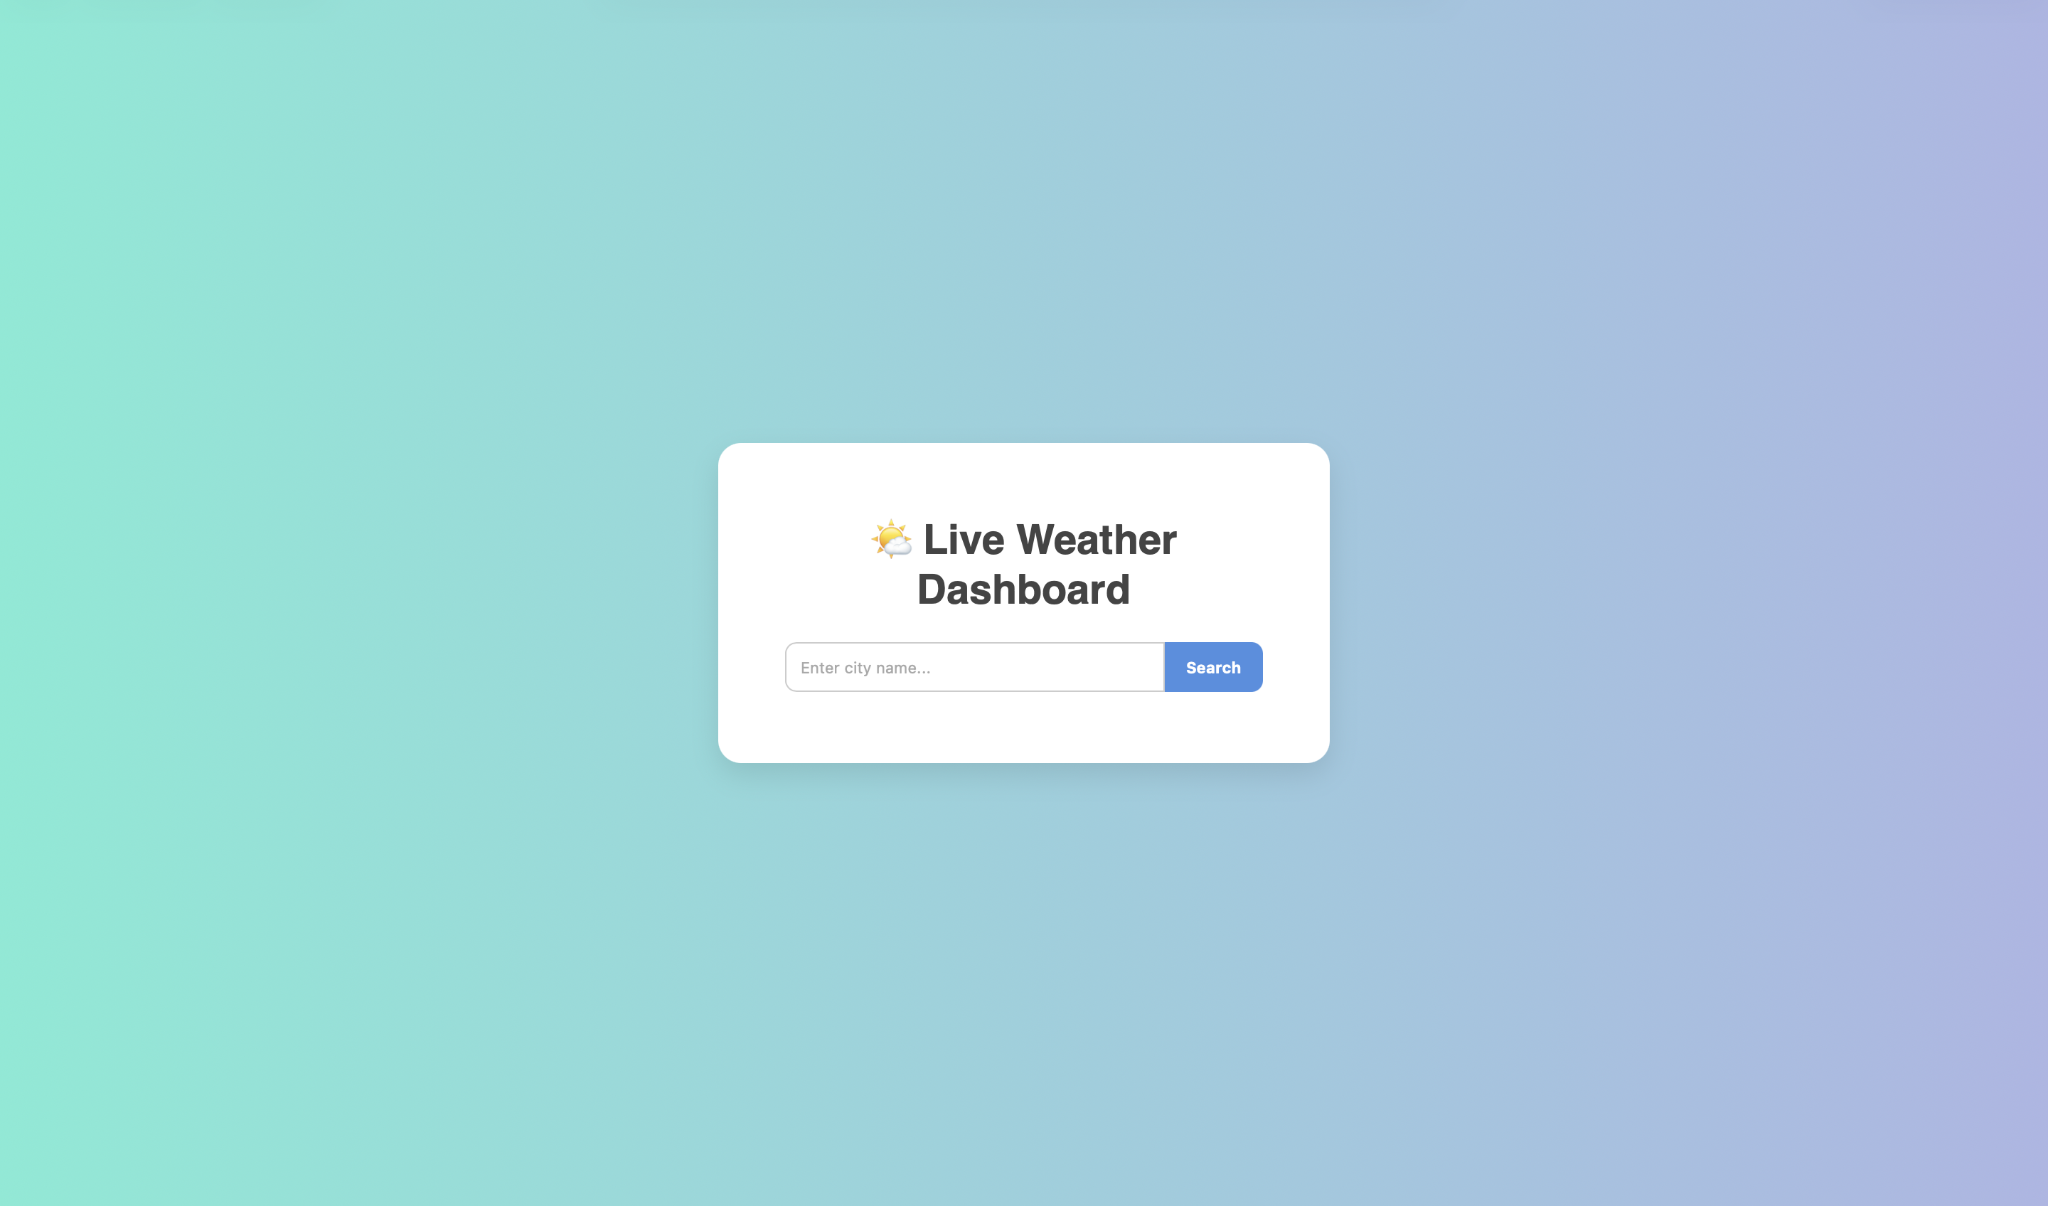 🌤️ Live Weather
Dashboard
Enter city name...
Search